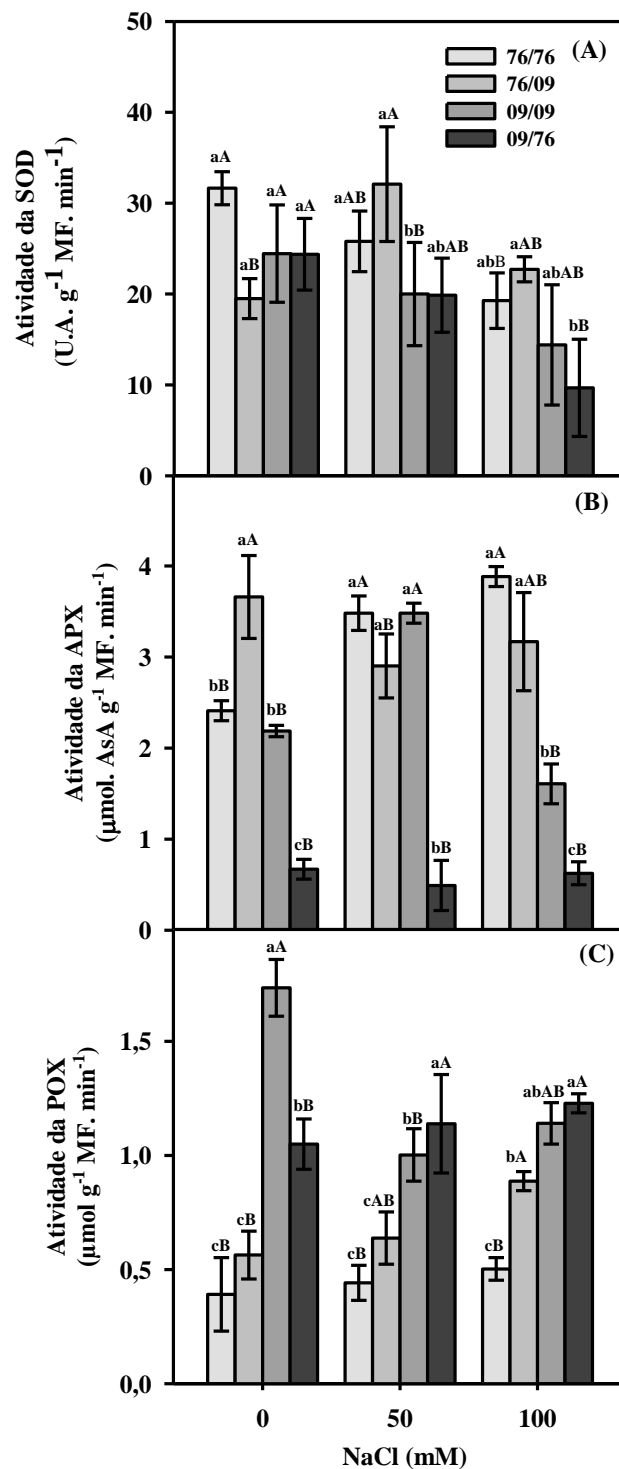 (A)
76/76
76/09
09/09
09/76
Atividade da SOD
(U.A. g⁻¹ MF. min⁻¹)
50
40
30
20
10
0
aA
aB
aA
aA
aAB
aA
bB
abAB
abB
aAB
abAB
bB
(B)
Atividade da APX
(µmol. AsA g⁻¹ MF. min⁻¹)
4
3
2
1
0
bB
aA
bB
cB
aA
aB
aA
bB
aA
aAB
bB
cB
(C)
Atividade da POX
(µmol g⁻¹ MF. min⁻¹)
1,5
1,0
0,5
0,0
cB
cB
aA
bB
cB
cAB
bB
aA
cB
bA
abAB
aA
0
50
100
NaCl (mM)